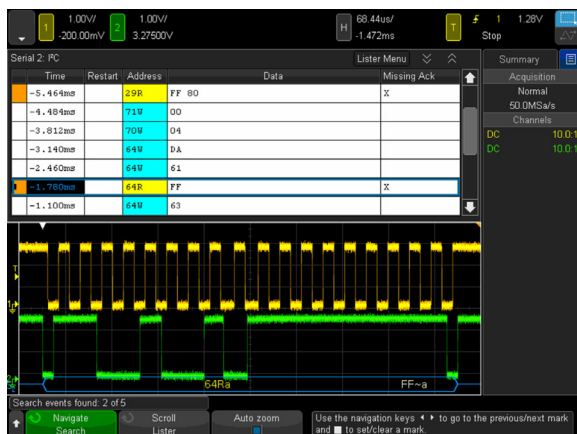 1 1.00V/ 2 1.00V/ H 68.44us/ T 1 1.28V
-200.00mV 3.27500V -1.472ms Stop
Serial 2: I²C Lister Menu Summary
Time Restart Address Data Missing Ack Acquisition
-5.464ms 29R FF 80 X Normal
-4.484ms 71W 00 50.0MSa/s
-3.812ms 70W 04 Channels
-3.140ms 64W DA DC 10.0:1
-2.460ms 64W 61 DC 10.0:1
-1.780ms 64R FF X
-1.100ms 64W 63
T
1
2
64Ra FF~a
Search events found: 2 of 5
Navigate Scroll Auto zoom Use the navigation keys to go to the previous/next mark
Search Lister and to set/clear a mark.